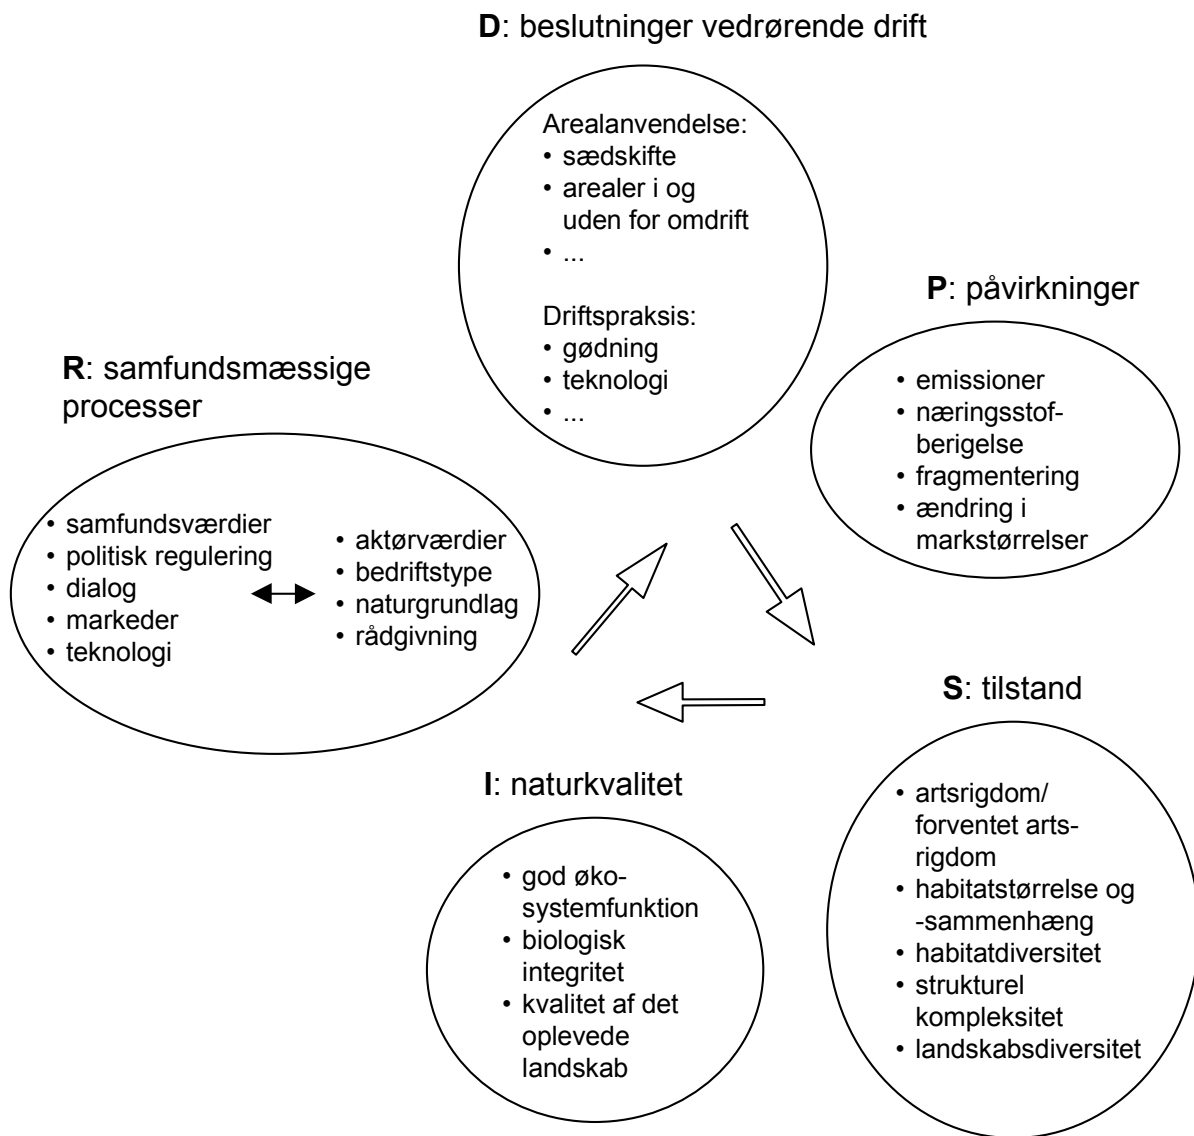 D: beslutninger vedrørende drift
Arealanvendelse:
• sædskifte
• arealer i og
uden for omdrift
• ...
Driftspraksis:
• gødning
• teknologi
• ...
P: påvirkninger
• emissioner
• næringsstof-
berigelse
• fragmentering
• ændring i
markstørrelser
R: samfundsmæssige
processer
• samfundsværdier
• politisk regulering
• dialog
• markeder
• teknologi
• aktørværdier
• bedriftstype
• naturgrundlag
• rådgivning
S: tilstand
• artsrigdom/
forventet arts-
rigdom
• habitatstørrelse og
-sammenhæng
• habitatdiversitet
• strukturel
kompleksitet
• landskabsdiversitet
I: naturkvalitet
• god øko-
systemfunktion
• biologisk
integritet
• kvalitet af det
oplevede
landskab